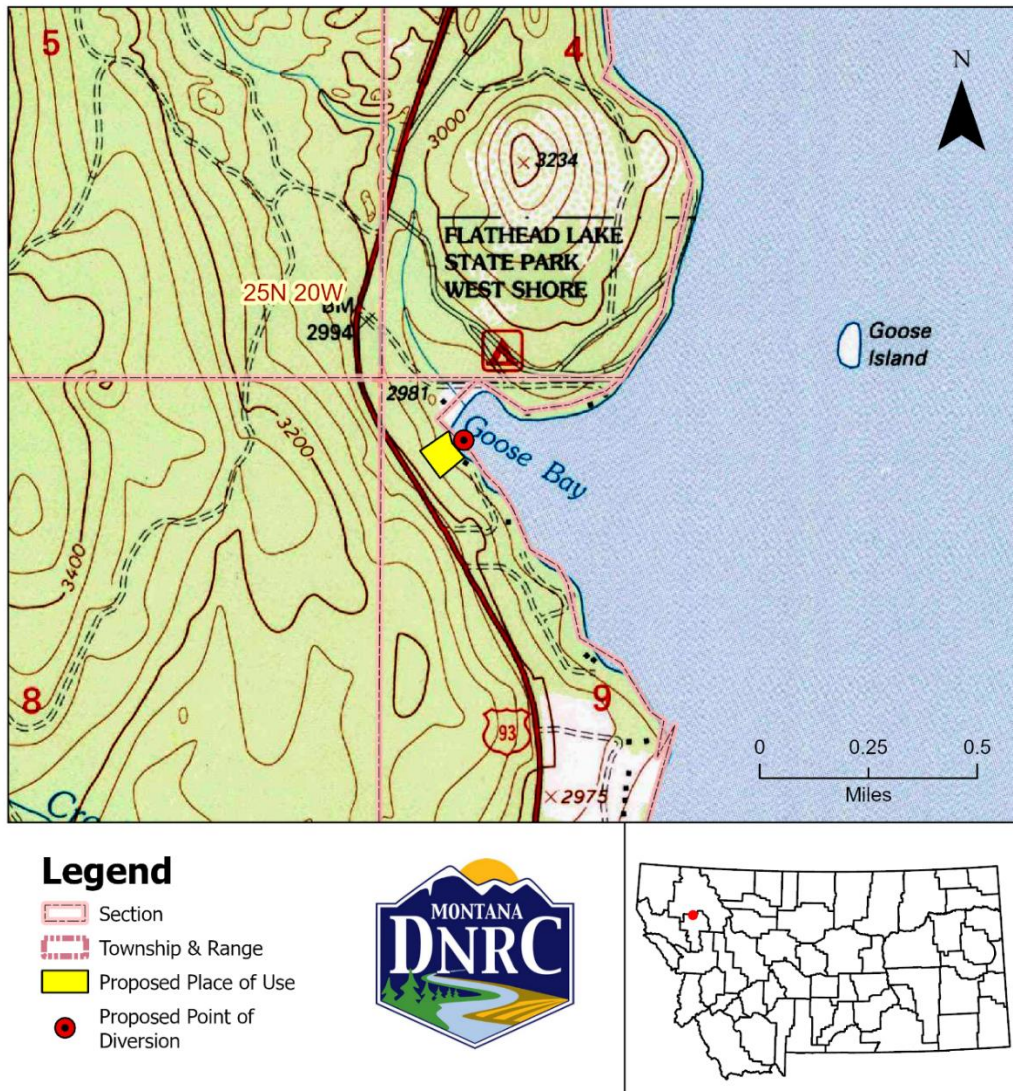 5
4
N
3000
3234
FLATHEAD LAKE
STATE PARK
WEST SHORE
25N 20W
BM
2994
Goose
Island
2981
Goose Bay
3200
3400
8
9
93
0 0.25 0.5
Miles
2975
Cre
Legend
Section
Township & Range
Proposed Place of Use
Proposed Point of
Diversion
MONTANA
DNRC